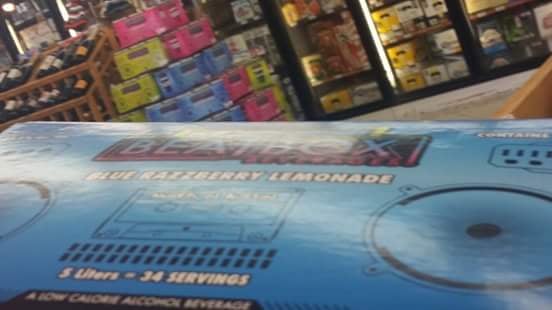 BEATBOX
CONTAINS
BLUE RAZZBERRY LEMONADE
5 Liters = 34 SERVINGS
A LOW CALORIE ALCOHOL BEVERAGE